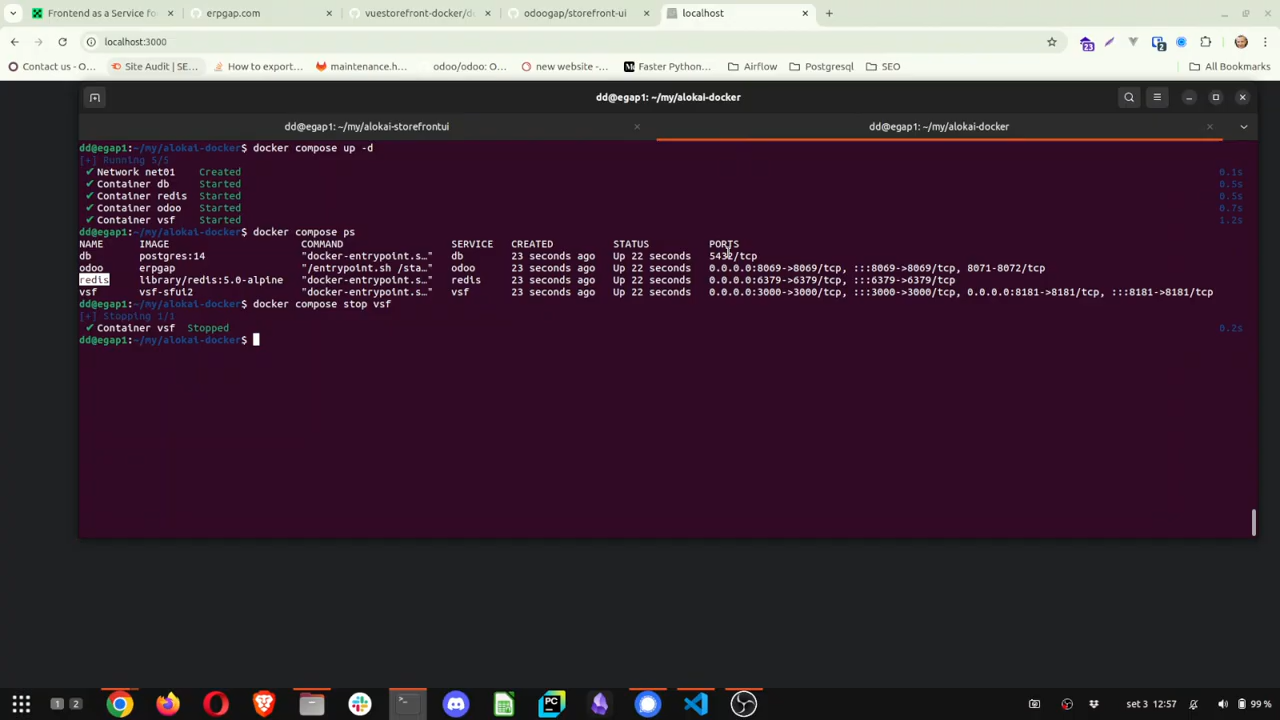 Frontend as a Service fo
erpgap.com
vuestorefront-docker/de
odoogap/storefront-ui
localhost
localhost:3000
23
2
Contact us - O...
Site Audit | SE...
How to export...
maintenance.h...
odoo/odoo: O...
new website -...
Faster Python...
Airflow
Postgresql
SEO
All Bookmarks
dd@egap1: ~/my/alokai-docker
dd@egap1: ~/my/alokai-storefrontui
dd@egap1: ~/my/alokai-docker
dd@egap1:~/my/alokai-docker$ docker compose up -d
[+] Running 5/5
✔ Network net01 Created 0.1s
✔ Container db Started 0.5s
✔ Container redis Started 0.5s
✔ Container odoo Started 0.7s
✔ Container vsf Started 1.2s
dd@egap1:~/my/alokai-docker$ docker compose ps
NAME IMAGE COMMAND SERVICE CREATED STATUS PORTS
db postgres:14 "docker-entrypoint.s…" db 23 seconds ago Up 22 seconds 5432/tcp
odoo erpgap "/entrypoint.sh /sta…" odoo 23 seconds ago Up 22 seconds 0.0.0.0:8069->8069/tcp, :::8069->8069/tcp, 8071-8072/tcp
redis library/redis:5.0-alpine "docker-entrypoint.s…" redis 23 seconds ago Up 22 seconds 0.0.0.0:6379->6379/tcp, :::6379->6379/tcp
vsf vsf-sfui2 "docker-entrypoint.s…" vsf 23 seconds ago Up 22 seconds 0.0.0.0:3000->3000/tcp, :::3000->3000/tcp, 0.0.0.0:8181->8181/tcp, :::8181->8181/tcp
dd@egap1:~/my/alokai-docker$ docker compose stop vsf
[+] Stopping 1/1
✔ Container vsf Stopped 0.2s
dd@egap1:~/my/alokai-docker$
1 2
PC
set 3 12:57
99 %